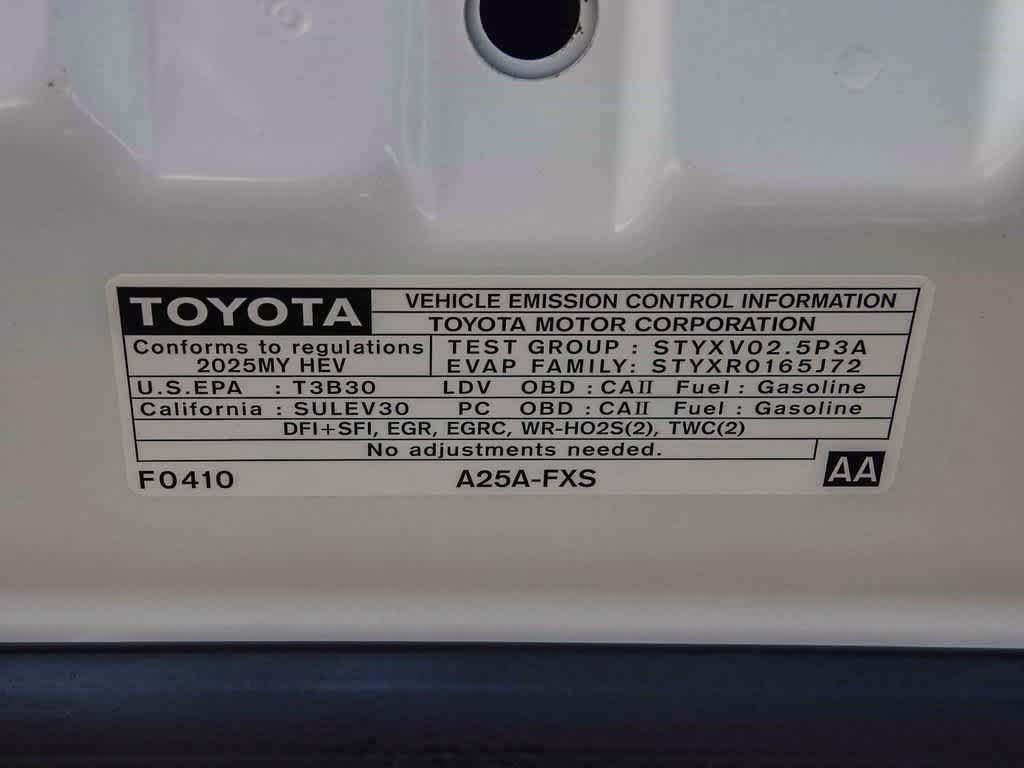 TOYOTA VEHICLE EMISSION CONTROL INFORMATION
TOYOTA MOTOR CORPORATION
Conforms to regulations
2025MY HEV
TEST GROUP : STYXV02.5P3A
EVAP FAMILY: STYXR0165J72
U.S.EPA : T3B30 LDV OBD : CAII Fuel : Gasoline
California : SULEV30 PC OBD : CAII Fuel : Gasoline
DFI+SFI, EGR, EGRC, WR-HO2S(2), TWC(2)
No adjustments needed.
F0410 A25A-FXS AA